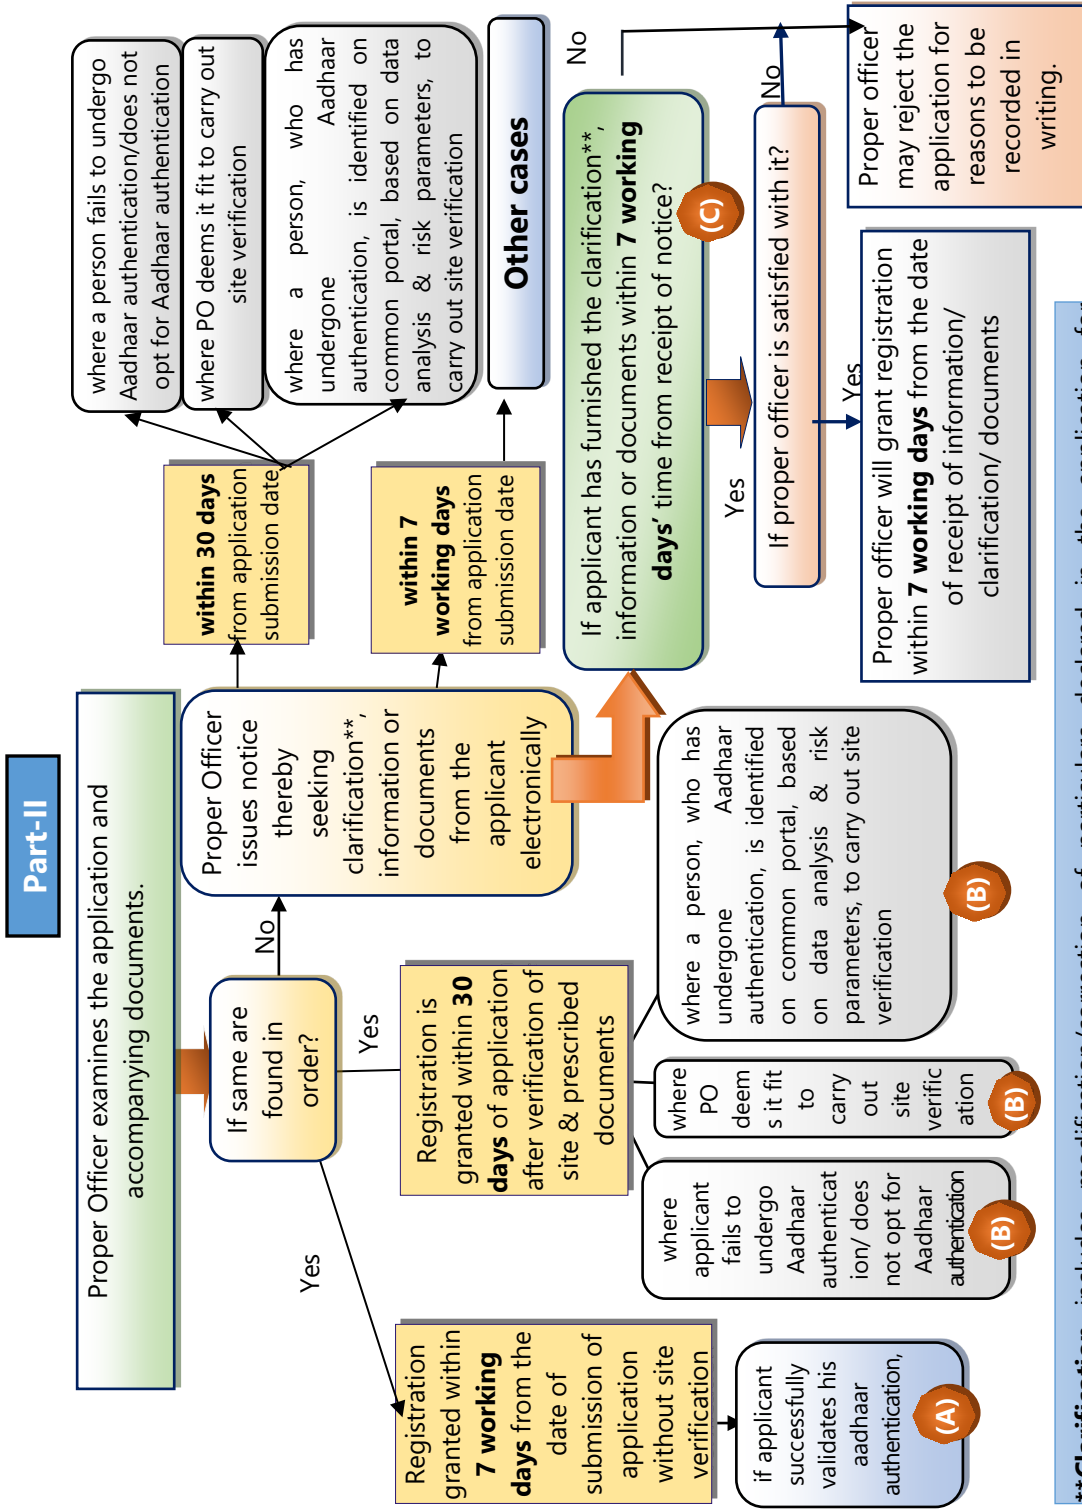 Part-II
Proper Officer examines the application and
accompanying documents.
If same are
found in
order?
No
Yes
Yes
Proper Officer
issues notice
thereby
seeking
clarification**,
information or
documents
from the
applicant
electronically
within 30 days
from application
submission date
where a person fails to undergo
Aadhaar authentication/does not
opt for Aadhaar authentication
where PO deems it fit to carry out
site verification
where a person, who has
undergone Aadhaar
authentication, is identified on
common portal, based on data
analysis & risk parameters, to
carry out site verification
within 7
working days
from application
submission date
Other cases
Registration
granted within
7 working
days from the
date of
submission of
application
without site
verification
if applicant
successfully
validates his
aadhaar
authentication,
(A)
Registration is
granted within 30
days of application
after verification of
site & prescribed
documents
where
applicant
fails to
undergo
Aadhaar
authenticat
ion/ does
not opt for
Aadhaar
authentication
(B)
where
PO
deem
s it fit
to
carry
out
site
verific
ation
(B)
where a person, who has
undergone Aadhaar
authentication, is identified
on common portal, based
on data analysis & risk
parameters, to carry out site
verification
(B)
If applicant has furnished the clarification**,
information or documents within 7 working
days' time from receipt of notice?
(C)
No
Yes
If proper officer is satisfied with it?
No
Yes
Proper officer will grant registration
within 7 working days from the date
of receipt of information/
clarification/ documents
Proper officer
may reject the
application for
reasons to be
recorded in
writing.
**Clarification includes modification/correction of particulars declared in the application for